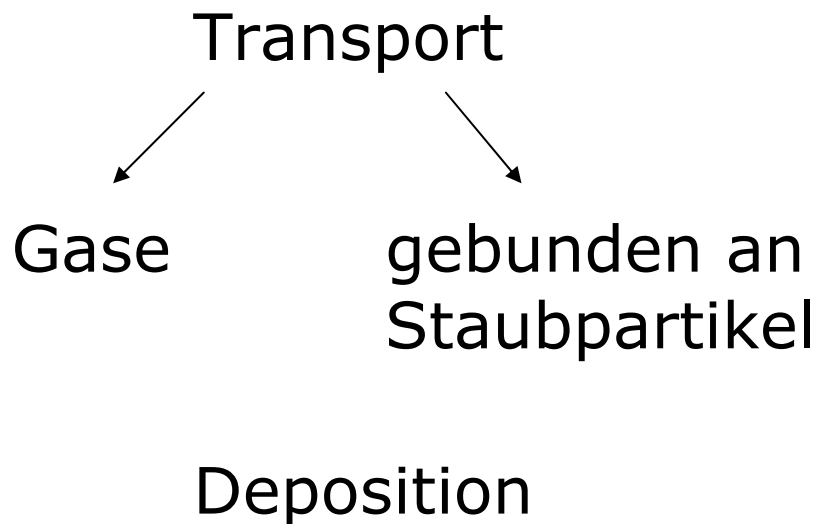 Transport
Gase
gebunden an
Staubpartikel
Deposition